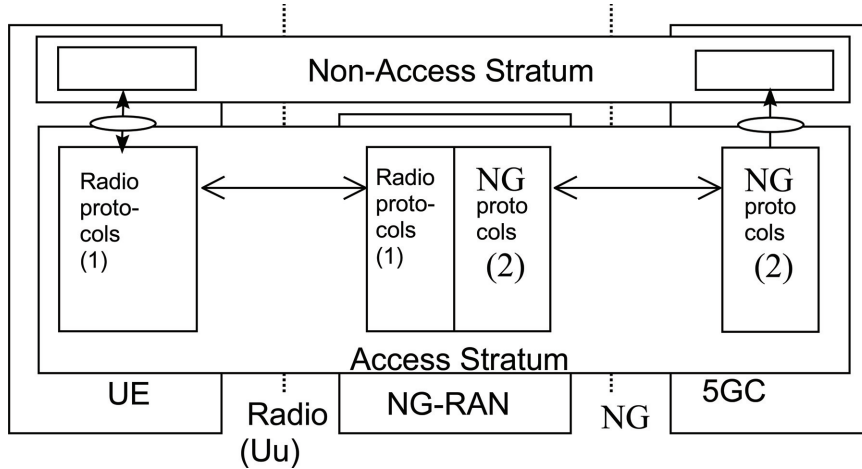 Non-Access Stratum
Radio
proto-
cols
(1)
Radio
proto-
cols
(1)
NG
proto
cols
(2)
NG
proto
cols
(2)
Access Stratum
UE
Radio
(Uu)
NG-RAN
NG
5GC